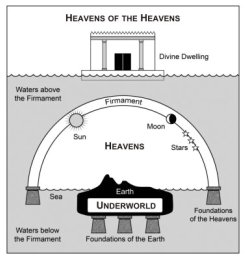 HEAVENS OF THE HEAVENS
Divine Dwelling
Waters above
the Firmament
Firmament
Sun
Moon
Stars
HEAVENS
Earth
Sea
UNDERWORLD
Foundations
of the Heavens
Waters below
the Firmament
Foundations of the Earth